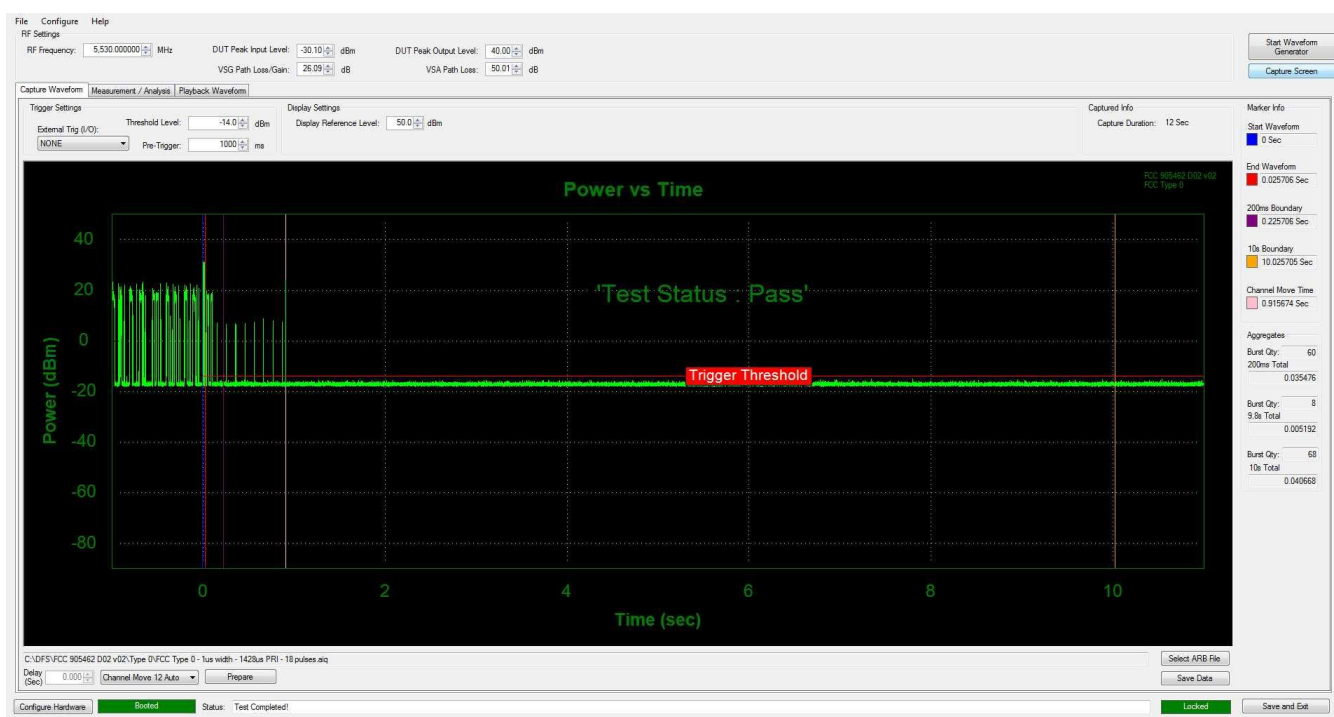 File Configure Help
RF Settings
RF Frequency: 5,530.000000 MHz DUT Peak Input Level: -30.10 dBm DUT Peak Output Level: 40.00 dBm
VSG Path Loss/Gain: 26.09 dB VSA Path Loss: 50.01 dB
Start Waveform Generator
Capture Screen
Capture Waveform Measurement / Analysis Playback Waveform
Trigger Settings
Threshold Level: -14.0 dBm
External Trig (I/O):
NONE
Pre-Trigger: 1000 ms
Display Settings
Display Reference Level: 50.0 dBm
Captured Info
Capture Duration: 12 Sec
Marker Info
Start Waveform
0 Sec
End Waveform
0.025706 Sec
200ms Boundary
0.225706 Sec
10s Boundary
10.025705 Sec
Channel Move Time
0.915674 Sec
Aggregates
Burst Qty: 60
200ms Total
0.035476
Burst Qty: 8
9.8s Total
0.005192
Burst Qty: 68
10s Total
0.040668
Power vs Time
FCC 905462 D02 v02
FCC Type 0
'Test Status : Pass'
Trigger Threshold
Power (dBm)
40
20
0
-20
-40
-60
-80
0 2 4 6 8 10
Time (sec)
C:\DFS\FCC 905462 D02 v02\Type 0\FCC Type 0 - 1us width - 1428us PRI - 18 pulses.aiq
Select ARB File
Delay (Sec) 0.000 Channel Move 12 Auto Prepare
Save Data
Configure Hardware Booted Status: Test Completed! Locked Save and Exit